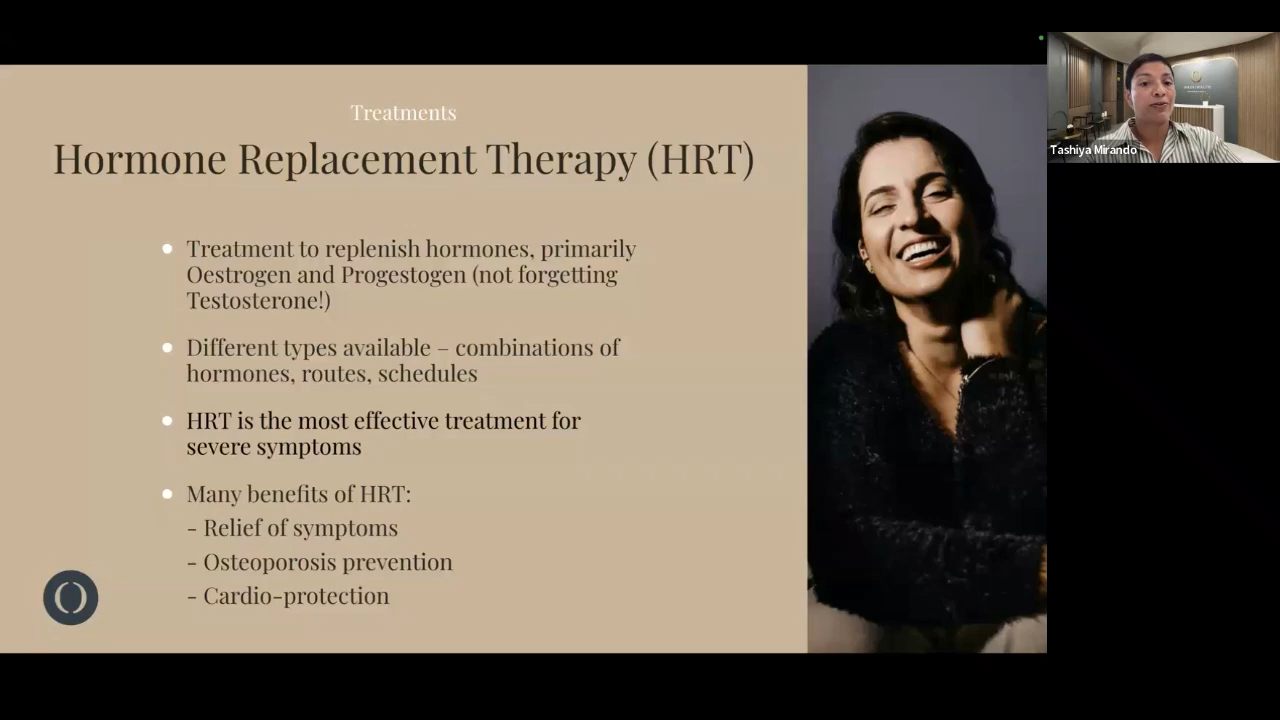 Treatments
Hormone Replacement Therapy (HRT)
Treatment to replenish hormones, primarily
Oestrogen and Progestogen (not forgetting
Testosterone!)
Different types available – combinations of
hormones, routes, schedules
HRT is the most effective treatment for
severe symptoms
Many benefits of HRT:
- Relief of symptoms
- Osteoporosis prevention
- Cardio-protection
Tashiya Mirando